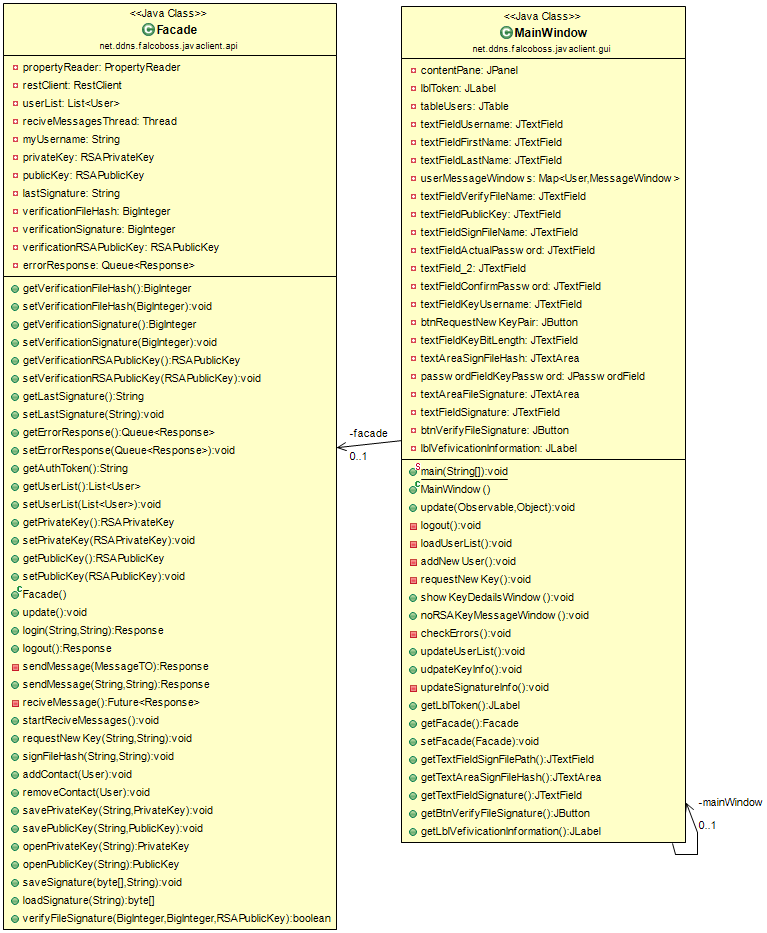 <<Java Class>>
Facade
net.ddns.falcoboss.javaclient.api
propertyReader: PropertyReader
restClient: RestClient
userList: List<User>
reciveMessagesThread: Thread
myUsername: String
privateKey: RSAPrivateKey
publicKey: RSAPublicKey
lastSignature: String
verificationFileHash: BigInteger
verificationSignature: BigInteger
verificationRSAPublicKey: RSAPublicKey
errorResponse: Queue<Response>
getVerificationFileHash():BigInteger
setVerificationFileHash(BigInteger):void
getVerificationSignature():BigInteger
setVerificationSignature(BigInteger):void
getVerificationRSAPublicKey():RSAPublicKey
setVerificationRSAPublicKey(RSAPublicKey):void
getLastSignature():String
setLastSignature(String):void
getErrorResponse():Queue<Response>
setErrorResponse(Queue<Response>):void
getAuthToken():String
getUserList():List<User>
setUserList(List<User>):void
getPrivateKey():RSAPrivateKey
setPrivateKey(RSAPrivateKey):void
getPublicKey():RSAPublicKey
setPublicKey(RSAPublicKey):void
Facade()
update():void
login(String,String):Response
logout():Response
sendMessage(MessageTO):Response
sendMessage(String,String):Response
reciveMessage():Future<Response>
startReciveMessages():void
requestNewKey(String,String):void
signFileHash(String,String):void
addContact(User):void
removeContact(User):void
savePrivateKey(String,PrivateKey):void
savePublicKey(String,PublicKey):void
openPrivateKey(String):PrivateKey
openPublicKey(String):PublicKey
saveSignature(byte[],String):void
loadSignature(String):byte[]
verifyFileSignature(BigInteger,BigInteger,RSAPublicKey):boolean
-facade
0..1
<<Java Class>>
MainWindow
net.ddns.falcoboss.javaclient.gui
contentPane: JPanel
lblToken: JLabel
tableUsers: JTable
textFieldUsername: JTextField
textFieldFirstName: JTextField
textFieldLastName: JTextField
userMessageWindows: Map<User,MessageWindow>
textFieldVerifyFileName: JTextField
textFieldPublicKey: JTextField
textFieldSignFileName: JTextField
textFieldActualPassword: JTextField
textField_2: JTextField
textFieldConfirmPassword: JTextField
textFieldKeyUsername: JTextField
btnRequestNewKeyPair: JButton
textFieldKeyBitLength: JTextField
textAreaSignFileHash: JTextArea
passwordFieldKeyPassword: JPasswordField
textAreaFileSignature: JTextArea
textFieldSignature: JTextField
btnVerifyFileSignature: JButton
lblVefivicationInformation: JLabel
main(String[]):void
MainWindow()
update(Observable,Object):void
logout():void
loadUserList():void
addNewUser():void
requestNewKey():void
showKeyDedailsWindow():void
noRSAKeyMessageWindow():void
checkErrors():void
updateUserList():void
udpateKeyInfo():void
updateSignatureInfo():void
getLblToken():JLabel
getFacade():Facade
setFacade(Facade):void
getTextFieldSignFilePath():JTextField
getTextAreaSignFileHash():JTextArea
getTextFieldSignature():JTextField
getBtnVerifyFileSignature():JButton
getLblVefivicationInformation():JLabel
-mainWindow
0..1